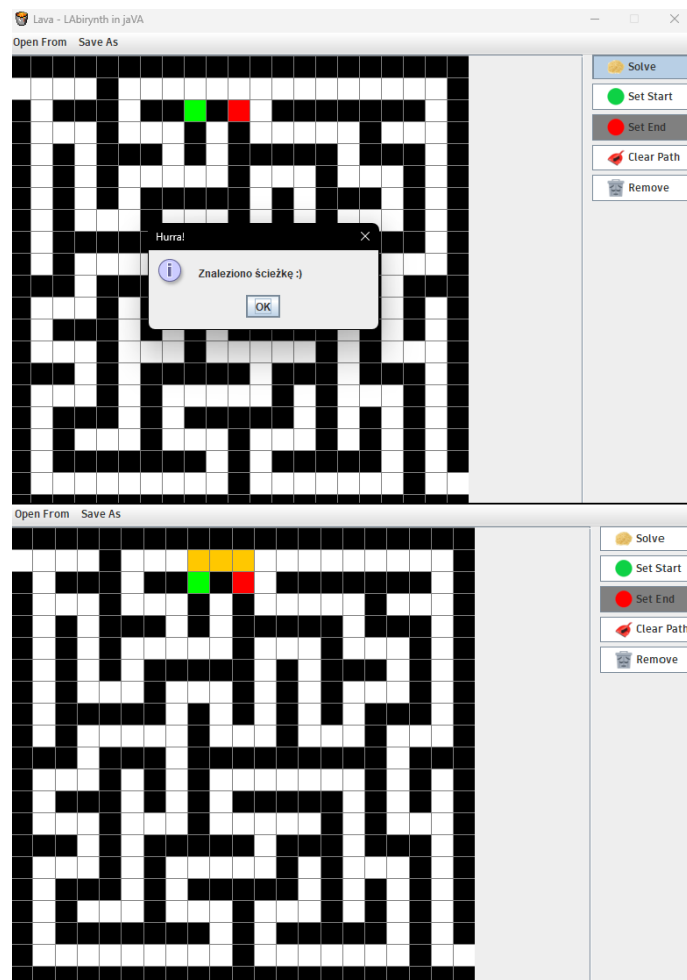 Lava - LAbirynth in jaVA
Open From Save As
Solve
Set Start
Set End
Clear Path
Remove
Hurra!
Znaleziono ścieżkę :)
OK
Open From Save As
Solve
Set Start
Set End
Clear Path
Remove